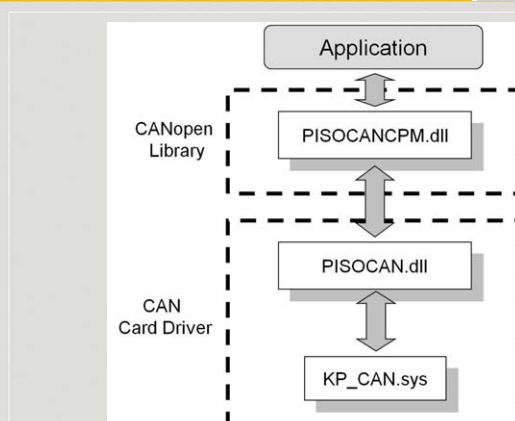 Application
CANopen
Library
PISOCANCPM.dll
PISOCAN.dll
CAN
Card Driver
KP_CAN.sys